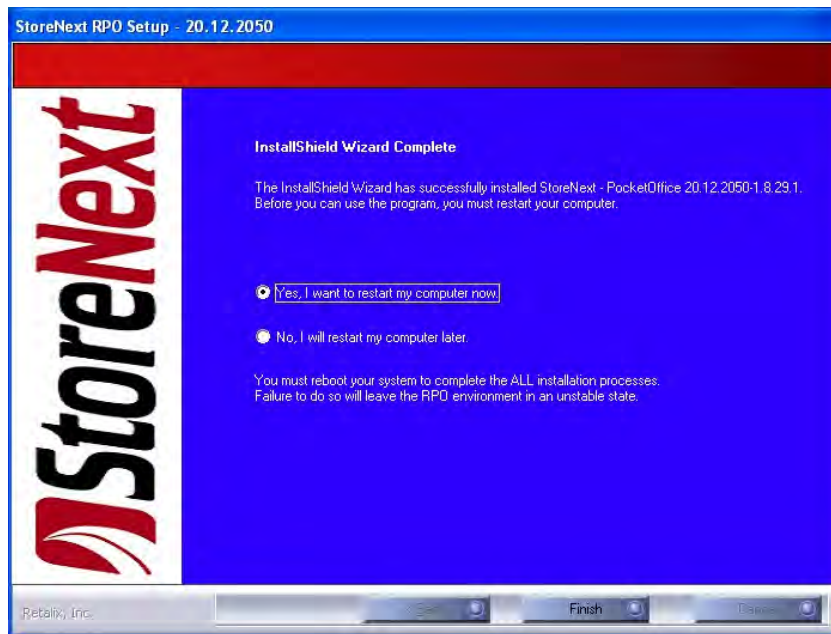 StoreNext RPO Setup - 20.12.2050
StoreNext
InstallShield Wizard Complete
The InstallShield Wizard has successfully installed StoreNext - PocketOffice 20.12.2050-1.8.29.1.
Before you can use the program, you must restart your computer.
Yes, I want to restart my computer now.
No, I will restart my computer later.
You must reboot your system to complete the ALL installation processes.
Failure to do so will leave the RPO environment in an unstable state.
Retalix, Inc.
Finish